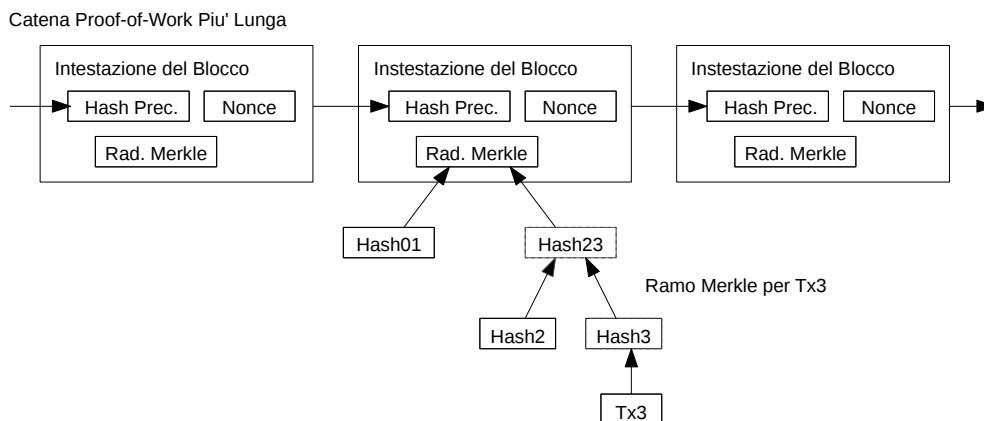 Catena Proof-of-Work Piu' Lunga
Intestazione del Blocco
Instestazione del Blocco
Instestazione del Blocco
Hash Prec.
Nonce
Hash Prec.
Nonce
Hash Prec.
Nonce
Rad. Merkle
Rad. Merkle
Rad. Merkle
Hash01
Hash23
Ramo Merkle per Tx3
Hash2
Hash3
Tx3